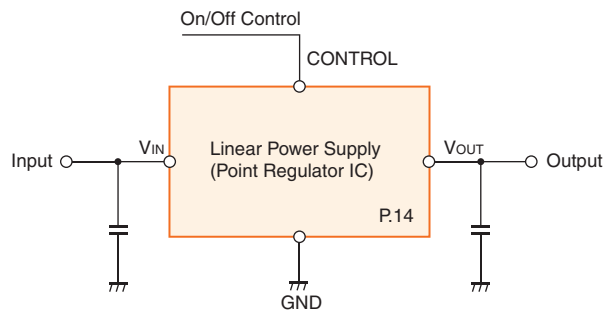 On/Off Control
CONTROL
Input
VIN
Linear Power Supply
(Point Regulator IC)
VOUT
Output
P.14
GND